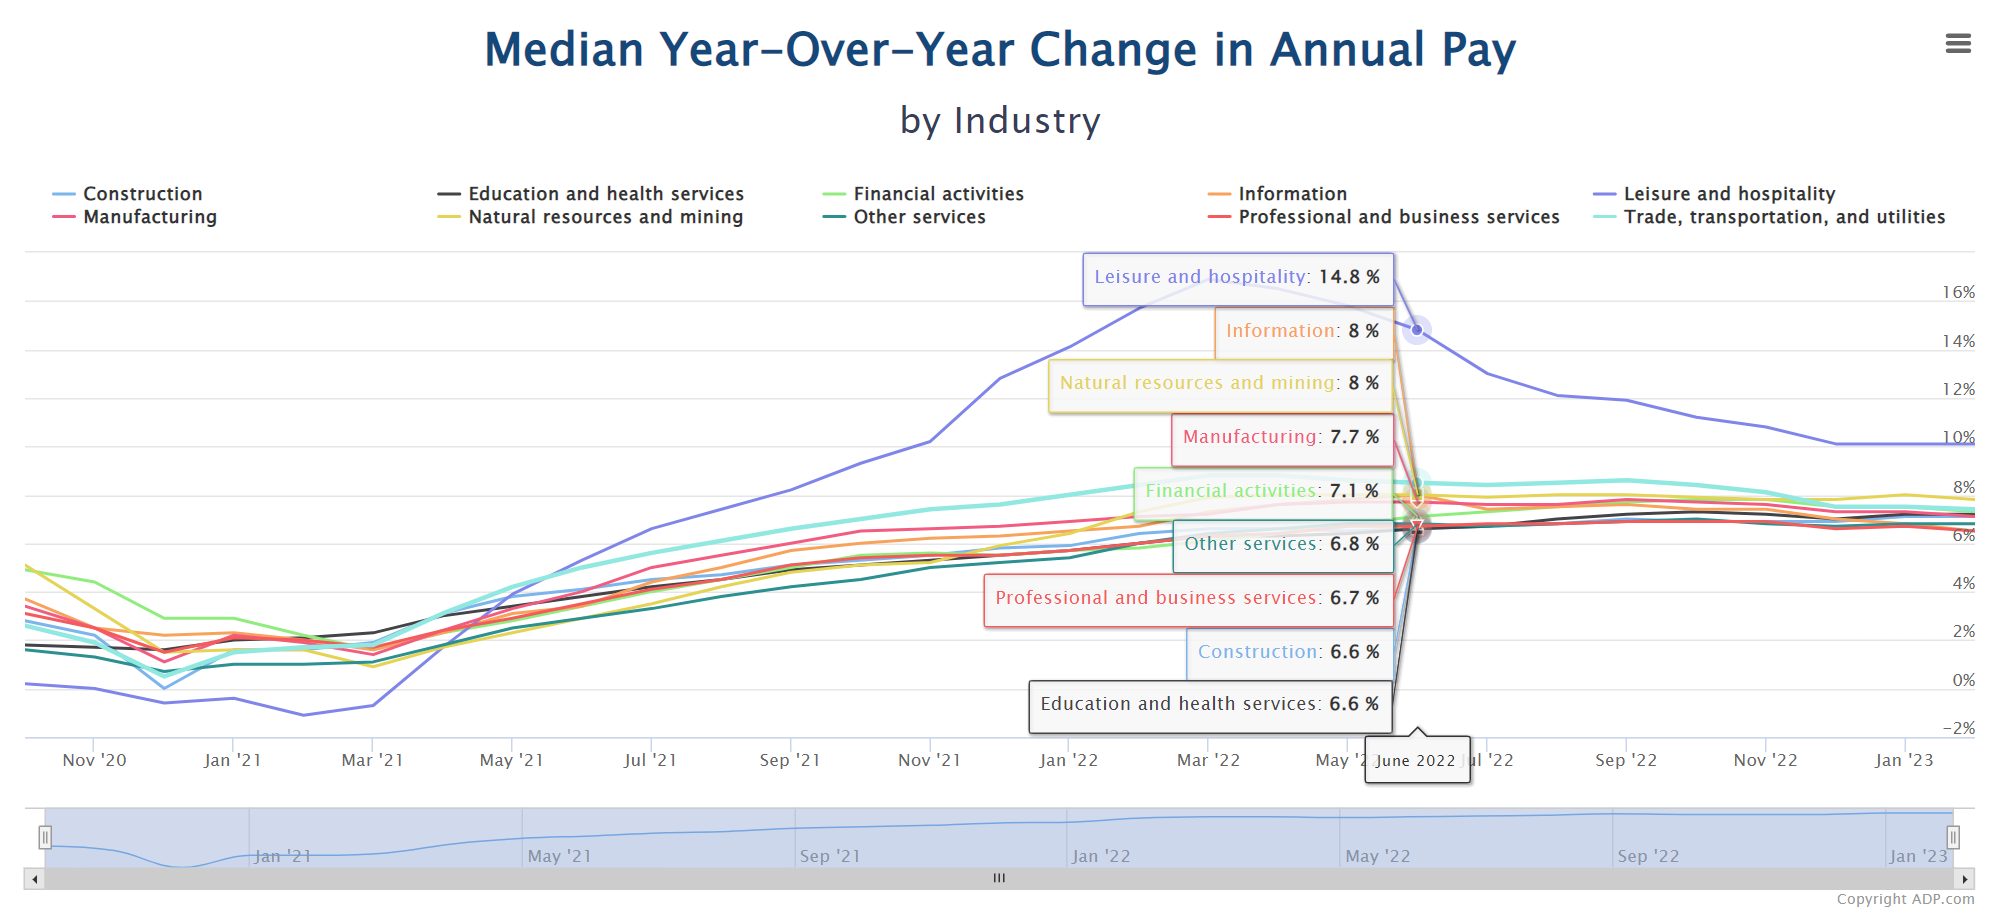 Median Year-Over-Year Change in Annual Pay
by Industry
Construction
Education and health services
Financial activities
Information
Leisure and hospitality
Manufacturing
Natural resources and mining
Other services
Professional and business services
Trade, transportation, and utilities
Leisure and hospitality: 14.8 %
Information: 8 %
Natural resources and mining: 8 %
Manufacturing: 7.7 %
Financial activities: 7.1 %
Other services: 6.8 %
Professional and business services: 6.7 %
Construction: 6.6 %
Education and health services: 6.6 %
16%
14%
12%
10%
8%
6%
4%
2%
0%
-2%
Nov '20
Jan '21
Mar '21
May '21
Jul '21
Sep '21
Nov '21
Jan '22
Mar '22
May '22
June 2022
Jul '22
Sep '22
Nov '22
Jan '23
Jan '21
May '21
Sep '21
Jan '22
May '22
Sep '22
Jan '23
Copyright ADP.com